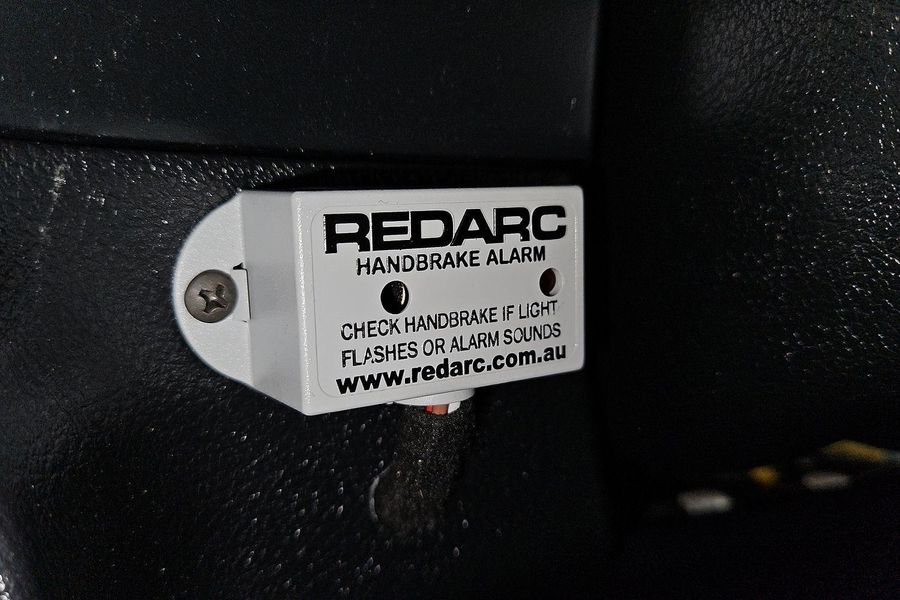 REDARC
HANDBRAKE ALARM
CHECK HANDBRAKE IF LIGHT
FLASHES OR ALARM SOUNDS
www.redarc.com.au